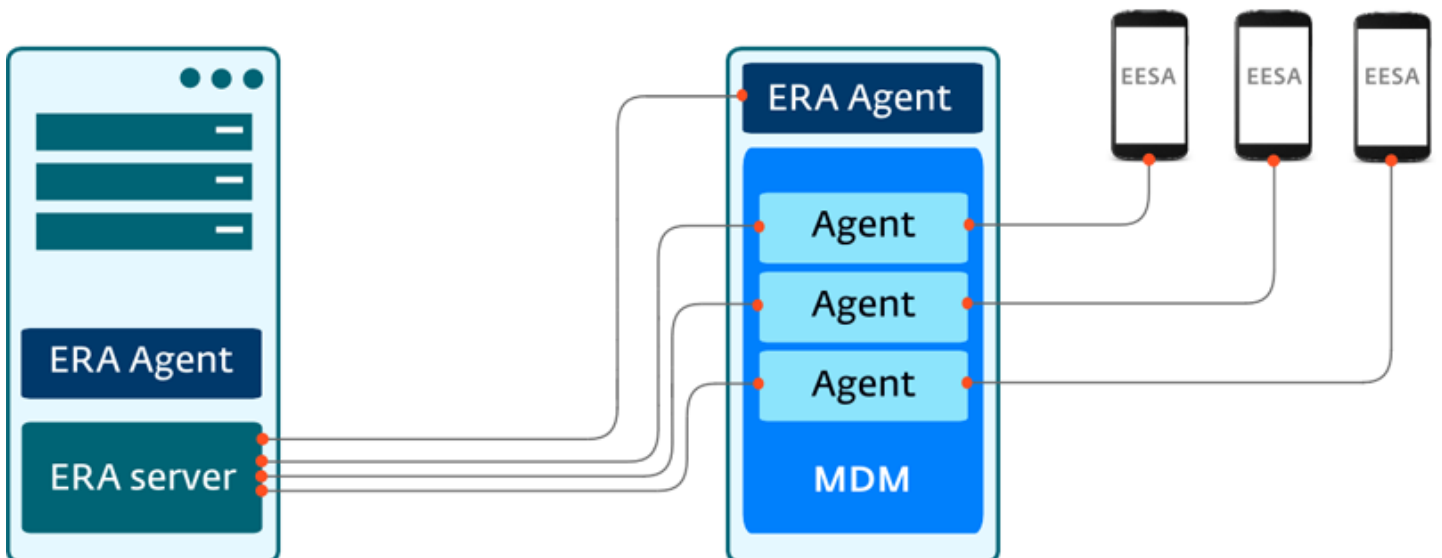 ERA Agent
ERA server
ERA Agent
Agent
Agent
Agent
MDM
EESA
EESA
EESA